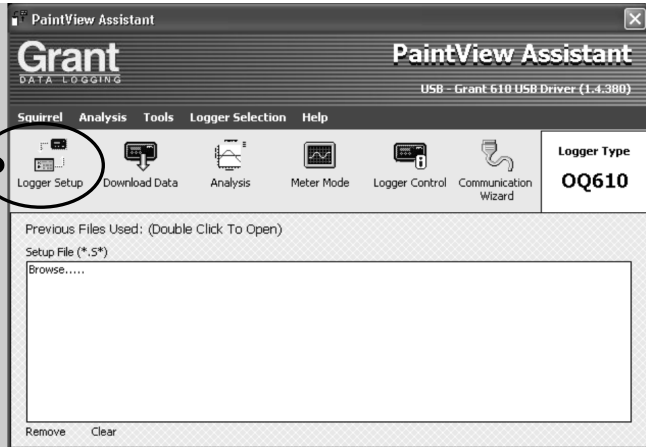 PaintView Assistant
Grant
DATA LOGGING
PaintView Assistant
USB - Grant 610 USB Driver (1.4.380)
Squirrel Analysis Tools Logger Selection Help
Logger Setup
Download Data
Analysis
Meter Mode
Logger Control
Communication
Wizard
Logger Type
OQ610
Previous Files Used: (Double Click To Open)
Setup File (*.S*)
Browse.....
Remove Clear